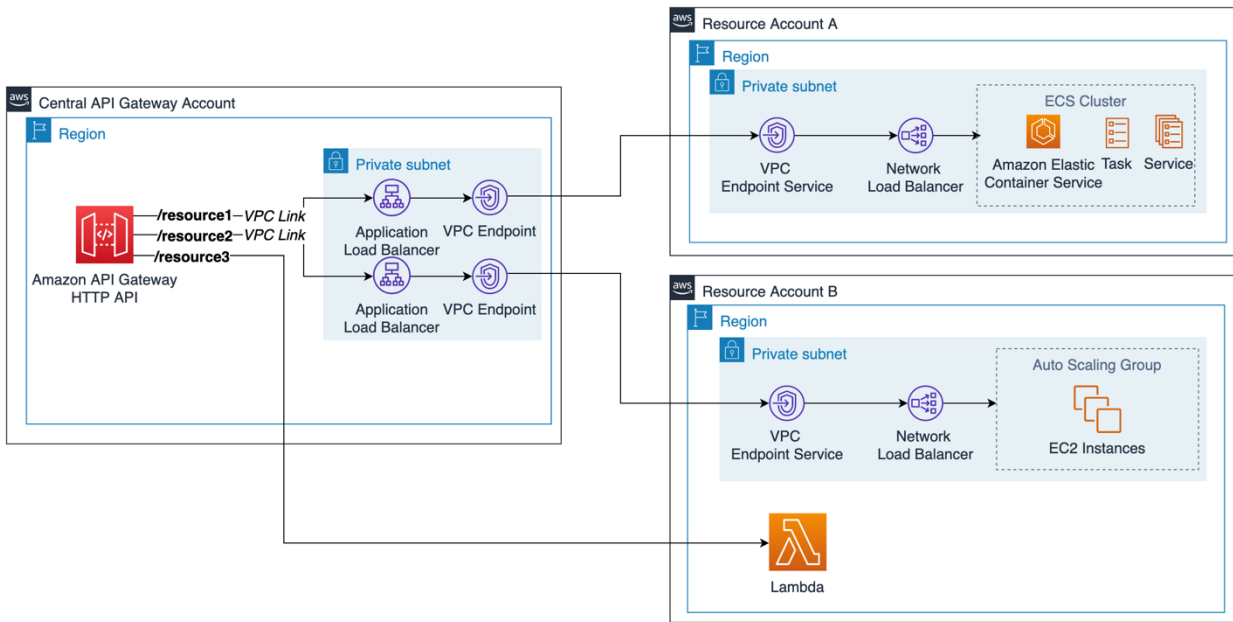 aws
Central API Gateway Account
Region
Amazon API Gateway
HTTP API
/resource1
VPC Link
/resource2
VPC Link
/resource3
Private subnet
Application
Load Balancer
VPC Endpoint
Application
Load Balancer
VPC Endpoint
aws
Resource Account A
Region
Private subnet
VPC
Endpoint Service
Network
Load Balancer
ECS Cluster
Amazon Elastic
Container Service
Task
Service
aws
Resource Account B
Region
Private subnet
VPC
Endpoint Service
Network
Load Balancer
Auto Scaling Group
EC2 Instances
Lambda